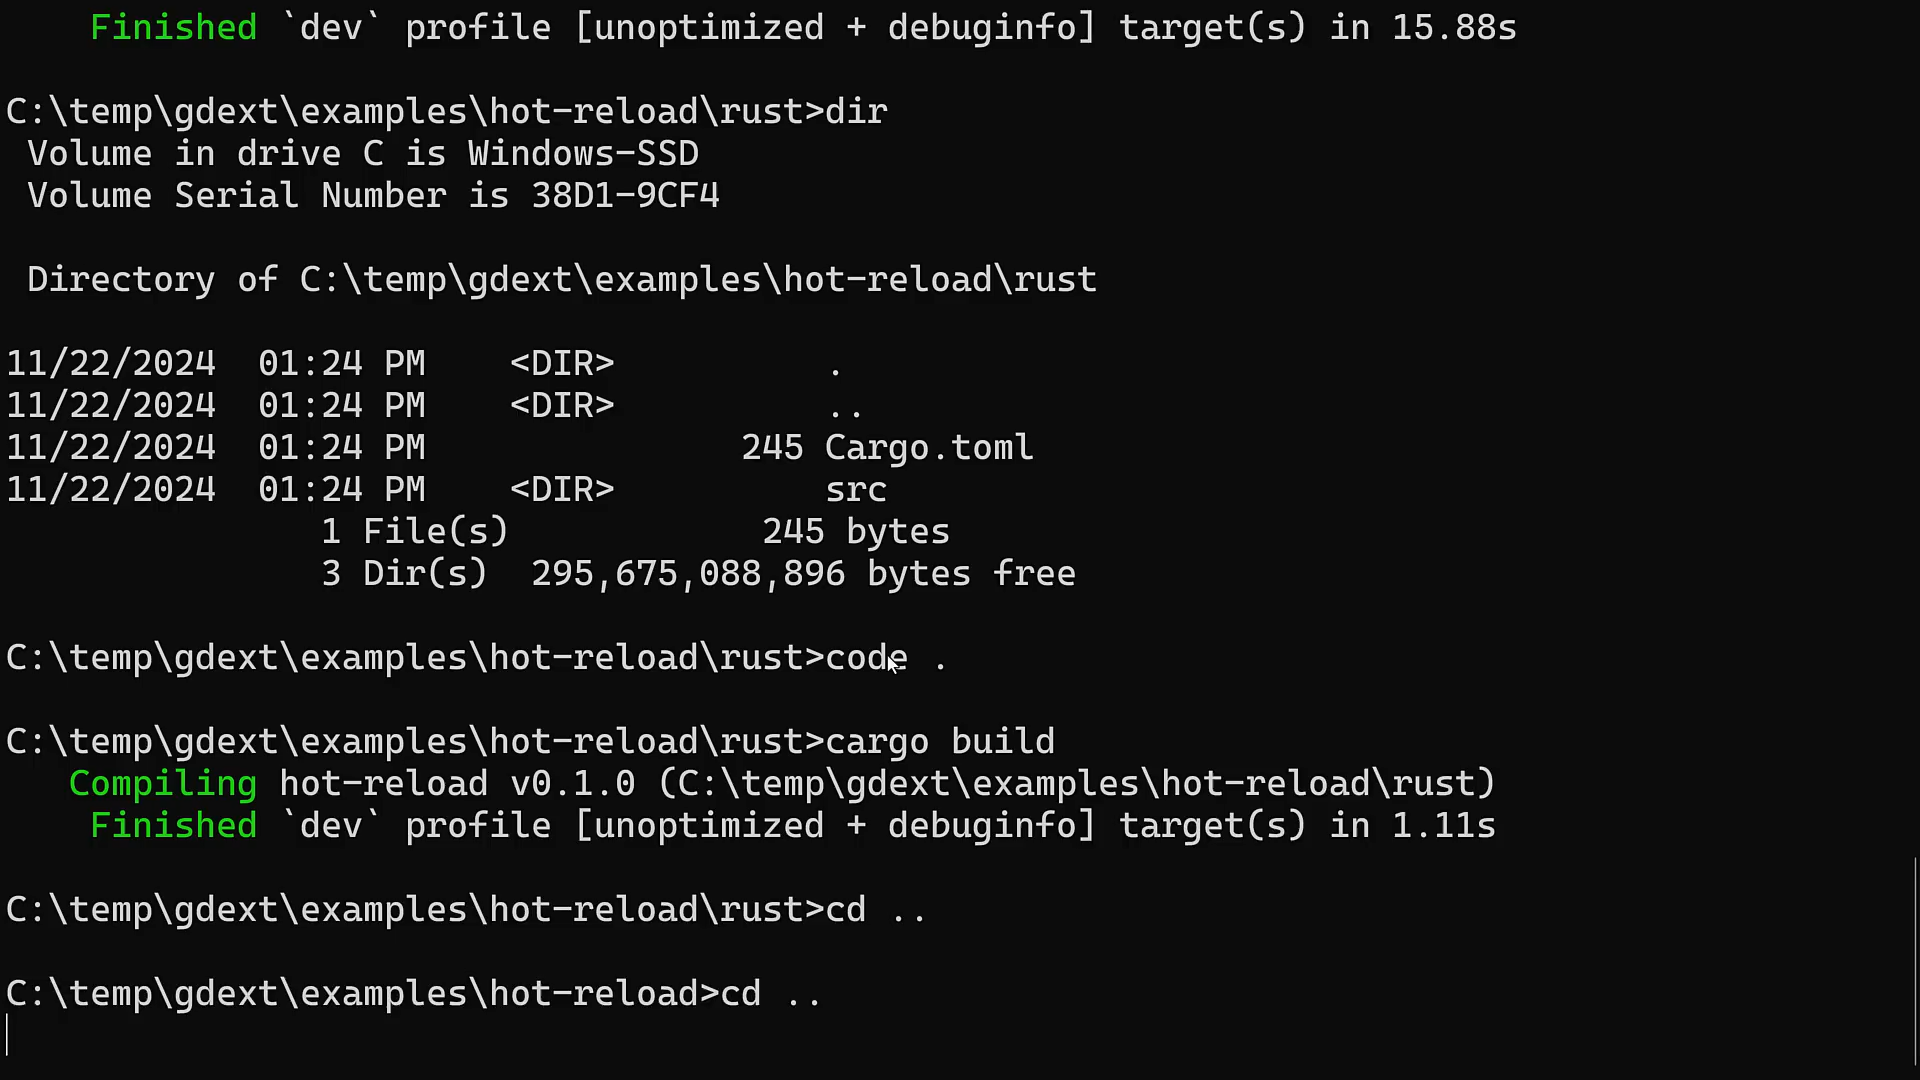 Finished `dev` profile [unoptimized + debuginfo] target(s) in 15.88s
C:\temp\gdext\examples\hot-reload\rust>dir
Volume in drive C is Windows-SSD
Volume Serial Number is 38D1-9CF4
Directory of C:\temp\gdext\examples\hot-reload\rust
11/22/2024  01:24 PM    <DIR>          .
11/22/2024  01:24 PM    <DIR>          ..
11/22/2024  01:24 PM               245 Cargo.toml
11/22/2024  01:24 PM    <DIR>          src
1 File(s)            245 bytes
3 Dir(s)  295,675,088,896 bytes free
C:\temp\gdext\examples\hot-reload\rust>code .
C:\temp\gdext\examples\hot-reload\rust>cargo build
Compiling hot-reload v0.1.0 (C:\temp\gdext\examples\hot-reload\rust)
Finished `dev` profile [unoptimized + debuginfo] target(s) in 1.11s
C:\temp\gdext\examples\hot-reload\rust>cd ..
C:\temp\gdext\examples\hot-reload>cd ..